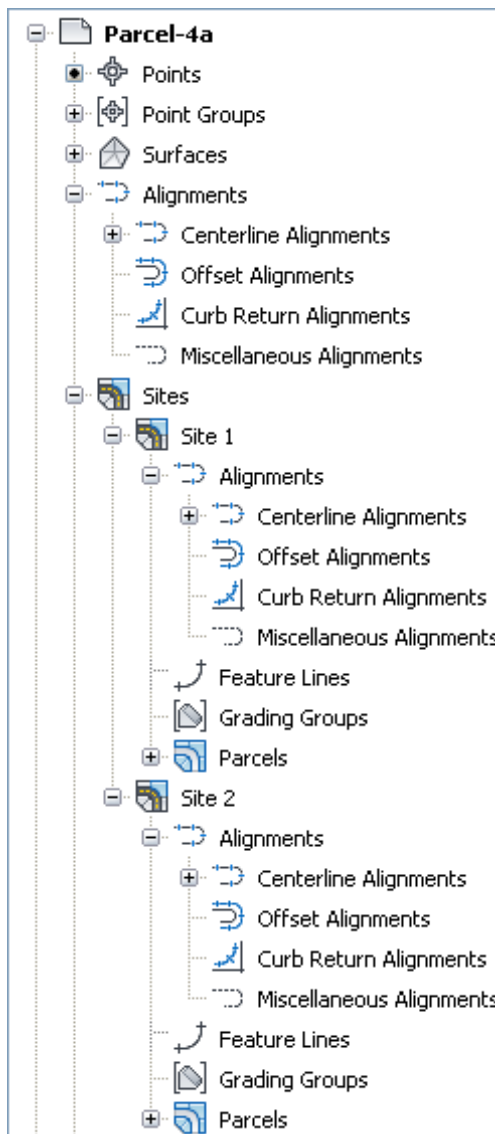 Parcel-4a
Points
Point Groups
Surfaces
Alignments
Centerline Alignments
Offset Alignments
Curb Return Alignments
Miscellaneous Alignments
Sites
Site 1
Alignments
Centerline Alignments
Offset Alignments
Curb Return Alignments
Miscellaneous Alignments
Feature Lines
Grading Groups
Parcels
Site 2
Alignments
Centerline Alignments
Offset Alignments
Curb Return Alignments
Miscellaneous Alignments
Feature Lines
Grading Groups
Parcels